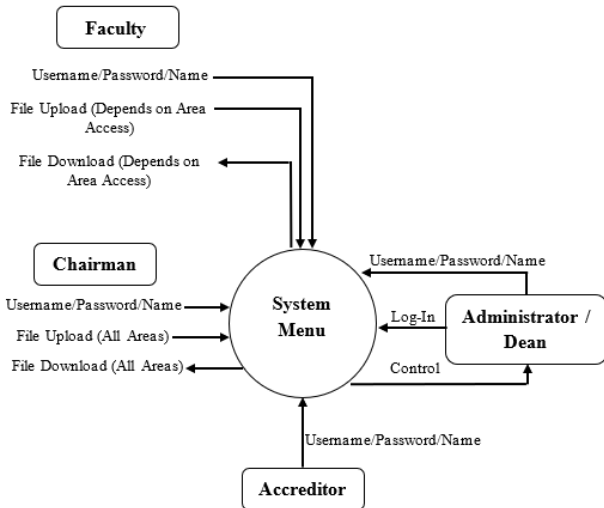 Faculty
Username/Password/Name
File Upload (Depends on Area
Access)
File Download (Depends on
Area Access)
Chairman
Username/Password/Name
File Upload (All Areas)
File Download (All Areas)
System
Menu
Username/Password/Name
Log-In
Administrator /
Dean
Control
Username/Password/Name
Accreditor